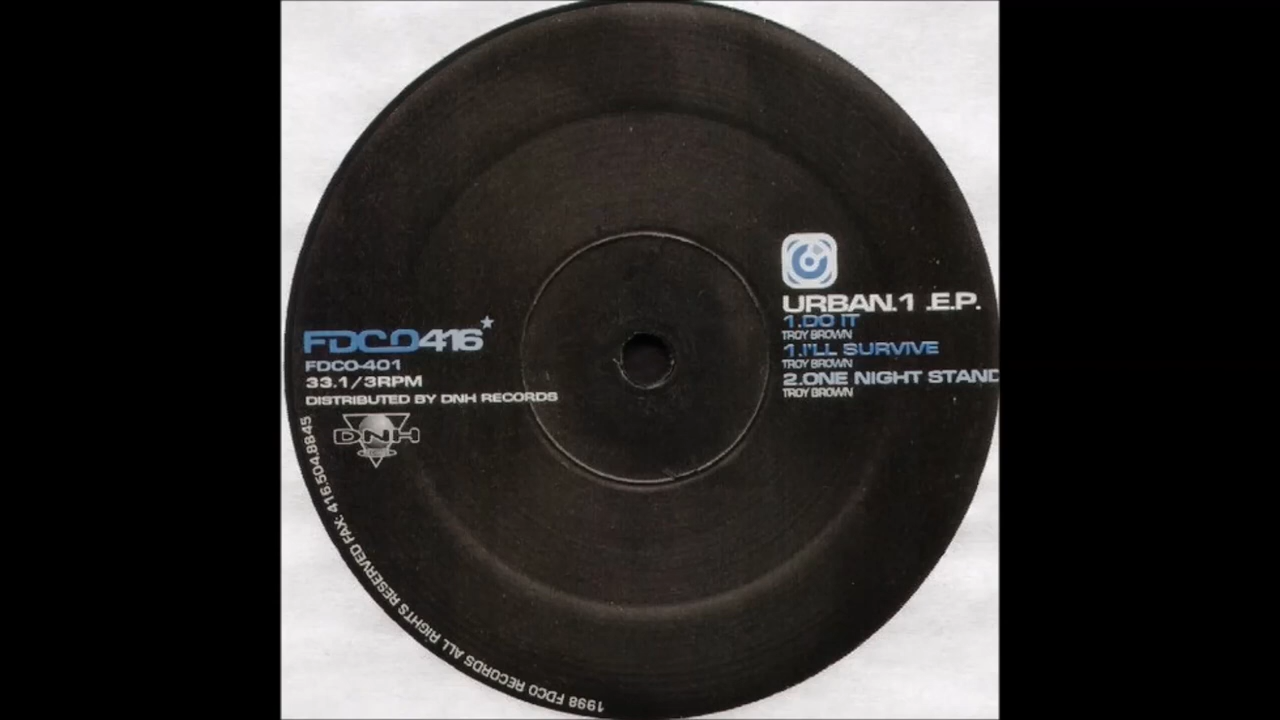 FDCO416*
FDCO-401
33.1/3RPM
DISTRIBUTED BY DNH RECORDS
DNH
1998 FDCO RECORDS ALL RIGHTS RESERVED FAX: 416.504.8845
URBAN.1 .E.P.
1.DO IT
TROY BROWN
1.I'LL SURVIVE
TROY BROWN
2.ONE NIGHT STAND
TROY BROWN